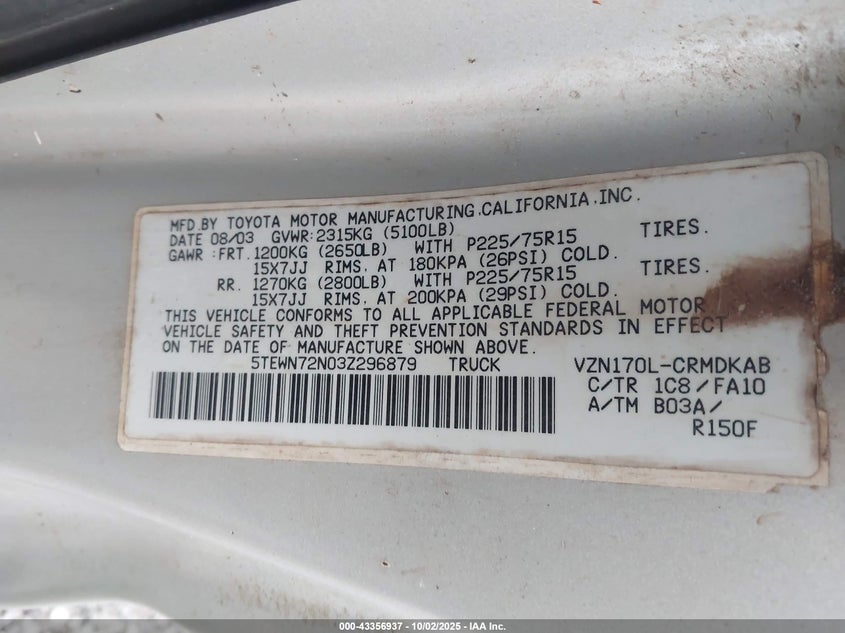 MFD.BY TOYOTA MOTOR MANUFACTURING,CALIFORNIA,INC.
DATE 08/03 GVWR:2315KG (5100LB)
GAWR :FRT.1200KG (2650LB) WITH P225/75R15 TIRES.
15X7JJ RIMS, AT 180KPA (26PSI) COLD.
RR. 1270KG (2800LB) WITH P225/75R15 TIRES.
15X7JJ RIMS, AT 200KPA (29PSI) COLD.
THIS VEHICLE CONFORMS TO ALL APPLICABLE FEDERAL MOTOR
VEHICLE SAFETY AND THEFT PREVENTION STANDARDS IN EFFECT
ON THE DATE OF MANUFACTURE SHOWN ABOVE.
5TEWN72N03Z296879 TRUCK VZN170L-CRMDKAB
C/TR 1C8/FA10
A/TM B03A/
R150F
000-43356937 - 10/02/2025 - IAA Inc.